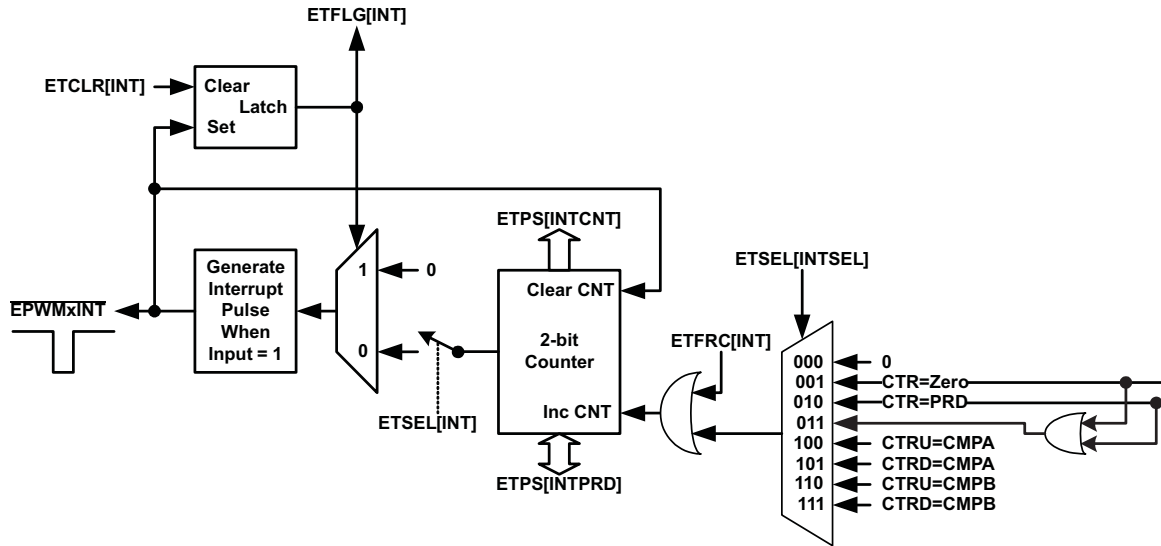 ETFLG[INT]
ETCLR[INT]
Clear
Latch
Set
ETPS[INTCNT]
ETSEL[INTSEL]
Generate
Interrupt
Pulse
When
Input = 1
1
0
0
EPWMxINT
Clear CNT
2-bit
Counter
Inc CNT
ETFRC[INT]
ETSEL[INT]
ETPS[INTPRD]
000
0
001
CTR=Zero
010
CTR=PRD
011
100
CTRU=CMPA
101
CTRD=CMPA
110
CTRU=CMPB
111
CTRD=CMPB